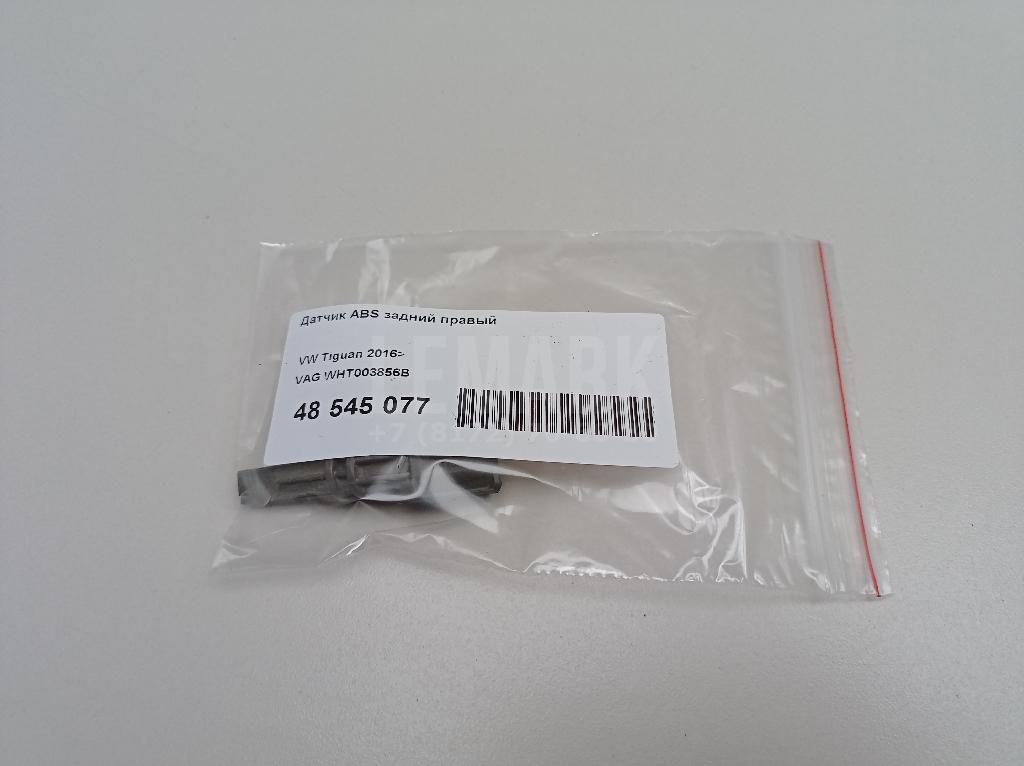 Датчик ABS задний правый
VW Tiguan 2016>
VAG WHT003856B
48 545 077